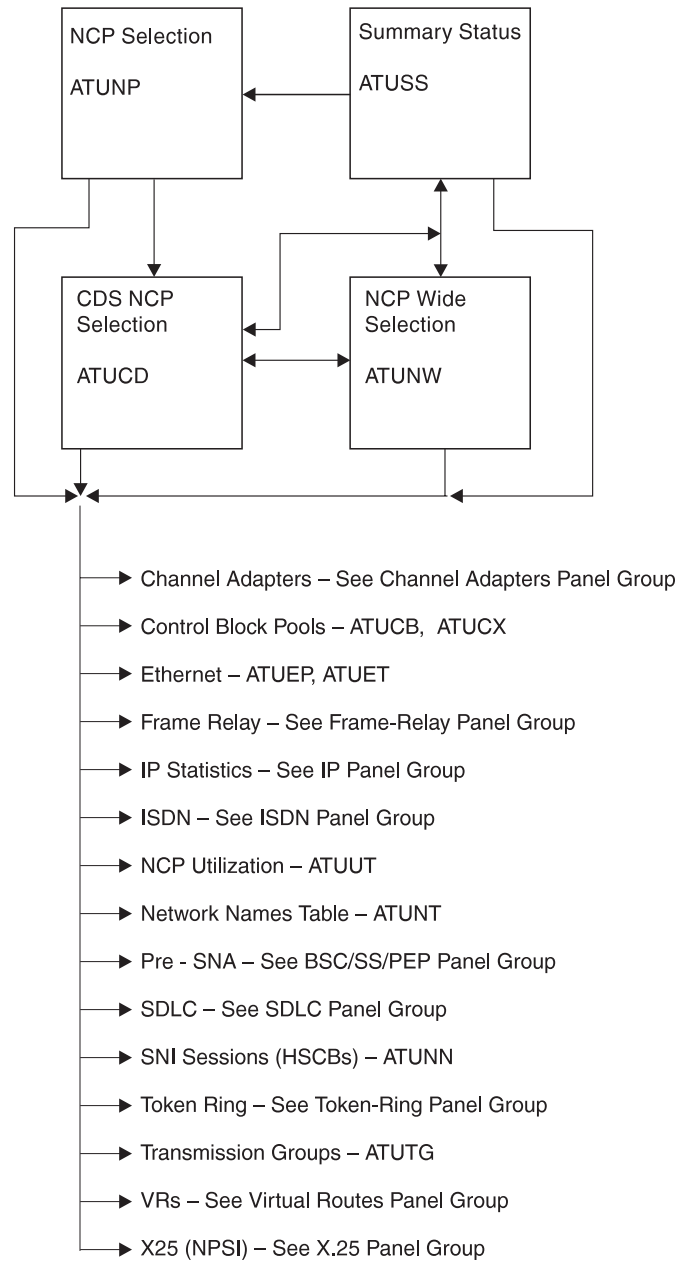 NCP Selection
ATUNP
Summary Status
ATUSS
CDS NCP
Selection
ATUCD
NCP Wide
Selection
ATUNW
Channel Adapters – See Channel Adapters Panel Group
Control Block Pools – ATUCB, ATUCX
Ethernet – ATUEP, ATUET
Frame Relay – See Frame-Relay Panel Group
IP Statistics – See IP Panel Group
ISDN – See ISDN Panel Group
NCP Utilization – ATUUT
Network Names Table – ATUNT
Pre - SNA – See BSC/SS/PEP Panel Group
SDLC – See SDLC Panel Group
SNI Sessions (HSCBs) – ATUNN
Token Ring – See Token-Ring Panel Group
Transmission Groups – ATUTG
VRs – See Virtual Routes Panel Group
X25 (NPSI) – See X.25 Panel Group